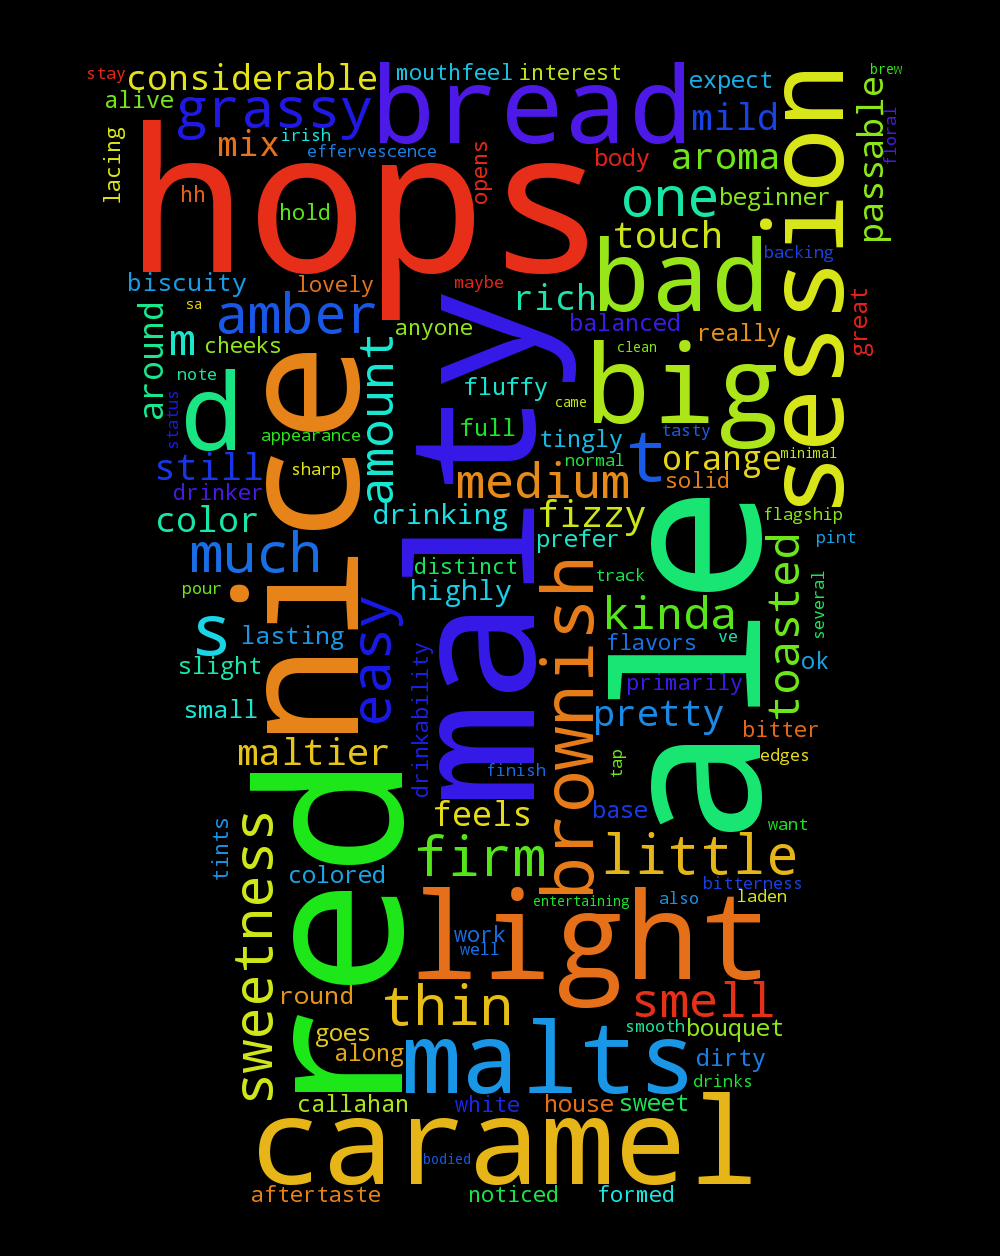 stay
considerable
mouthfeel
interest
brew
expect
alive
grassy
bread
mild
passable
floral
lacing
mix
irish
effervescence
opens
body
aroma
session
hops
hh
hold
one
beginner
touch
backing
biscuity
lovely
maybe
rich
bad
sa
amber
anyone
balanced
really
great
around
m
cheeks
amount
malty
clean
big
note
d
nice
fluffy
came
status
appearance
full
tingly
t
tasty
still
sharp
medium
normal
orange
minimal
drinker
solid
color
drinking
fizzy
flagship
much
prefer
pint
distinct
ale
toasted
pour
highly
brownish
track
several
s
lasting
easy
kinda
flavors
ve
slight
drinkability
primarily
ok
small
pretty
bitter
maltier
finish
tap
edges
red
feels
base
want
tints
sweetness
firm
little
colored
bitterness
light
entertaining
also
laden
work
well
round
thin
smell
goes
along
malts
smooth
bouquet
dirty
drinks
callahan
white
house
sweet
caramel
bodied
aftertaste
noticed
formed